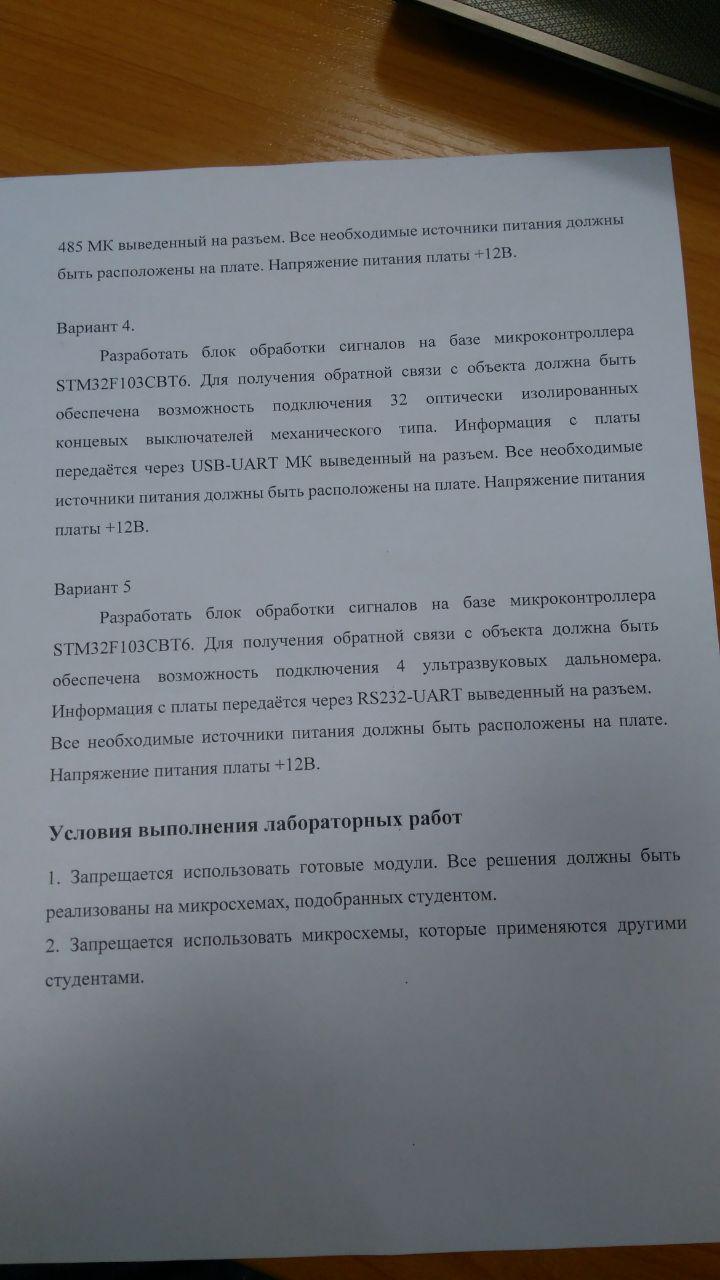 485 МК выведенный на разъем. Все необходимые источники питания должны
быть расположены на плате. Напряжение питания платы +12В.
Вариант 4.
Разработать блок обработки сигналов на базе микроконтроллера
STM32F103CBT6. Для получения обратной связи с объекта должна быть
обеспечена возможность подключения 32 оптически изолированных
концевых выключателей механического типа. Информация с платы
передаётся через USB-UART МК выведенный на разъем. Все необходимые
источники питания должны быть расположены на плате. Напряжение питания
платы +12В.
Вариант 5
Разработать блок обработки сигналов на базе микроконтроллера
STM32F103CBT6. Для получения обратной связи с объекта должна быть
обеспечена возможность подключения 4 ультразвуковых дальномера.
Информация с платы передаётся через RS232-UART выведенный на разъем.
Все необходимые источники питания должны быть расположены на плате.
Напряжение питания платы +12В.
Условия выполнения лабораторных работ
1. Запрещается использовать готовые модули. Все решения должны быть
реализованы на микросхемах, подобранных студентом.
2. Запрещается использовать микросхемы, которые применяются другими
студентами.